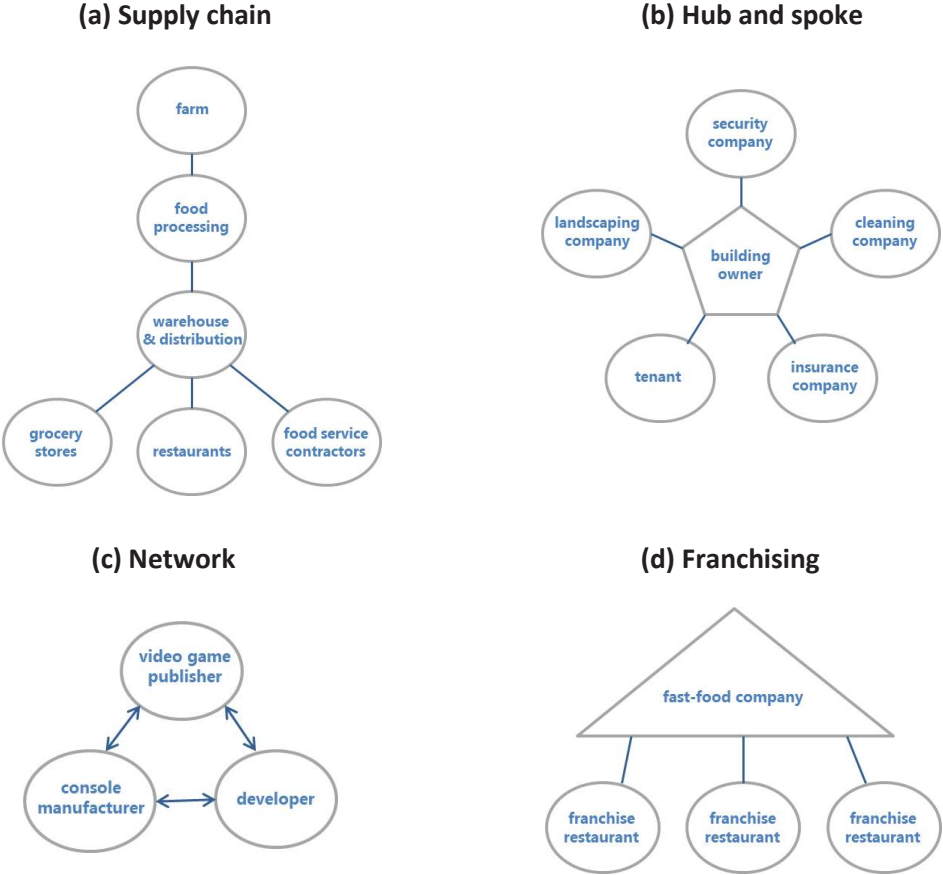 (a) Supply chain
farm
food
processing
warehouse
& distribution
grocery
stores
restaurants
food service
contractors
(b) Hub and spoke
security
company
landscaping
company
cleaning
company
building
owner
tenant
insurance
company
(c) Network
video game
publisher
console
manufacturer
developer
(d) Franchising
fast-food company
franchise
restaurant
franchise
restaurant
franchise
restaurant